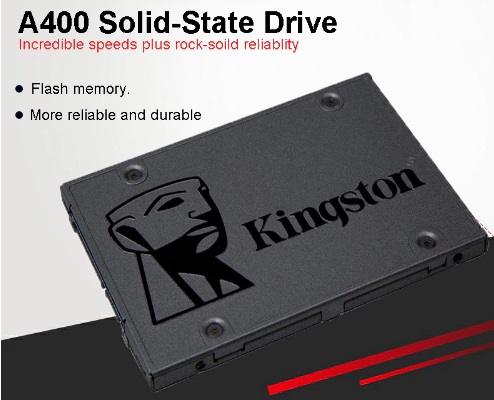 A400 Solid-State Drive
Incredible speeds plus rock-soild reliablity
Flash memory.
More reliable and durable
Kingston